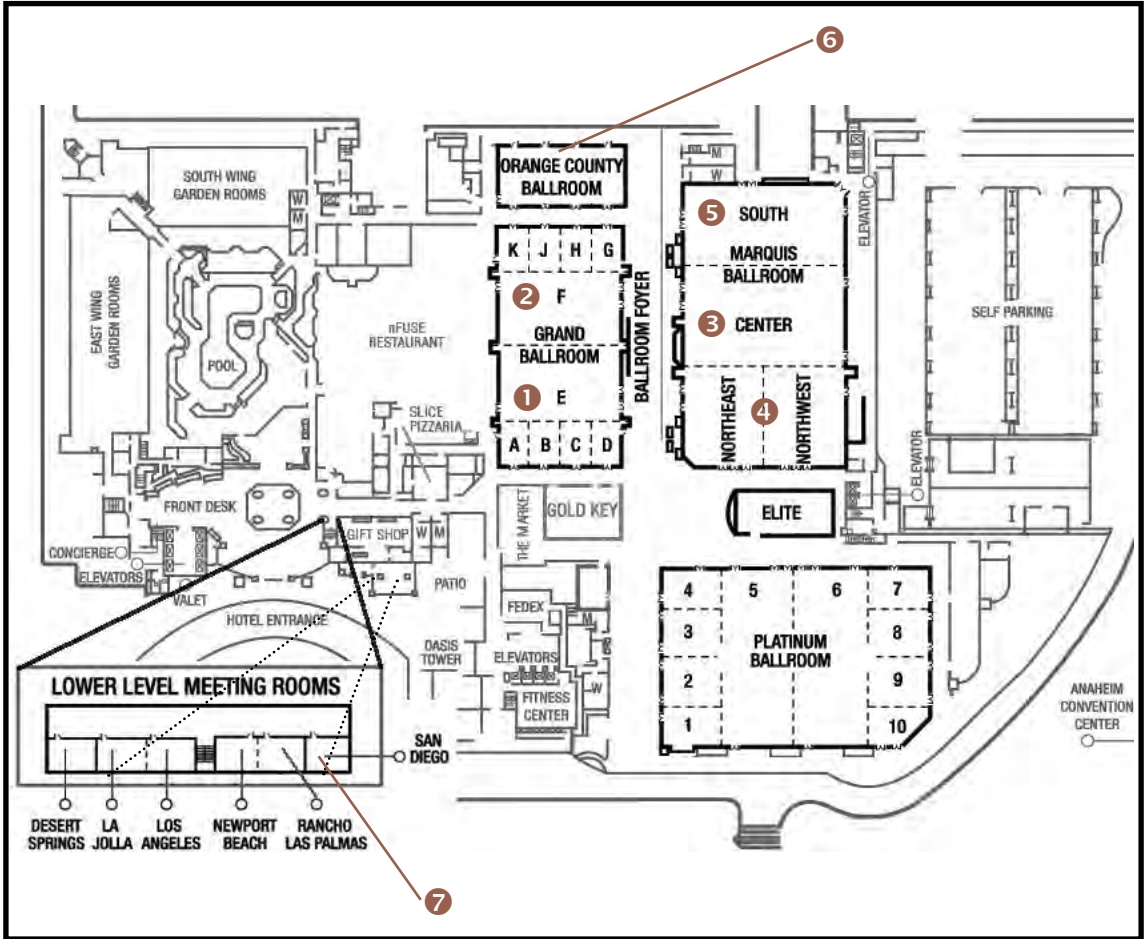 6
ORANGE COUNTY
BALLROOM
M
W
SOUTH WING
GARDEN ROOMS
W
M
5 SOUTH
MARQUIS
BALLROOM
ELEVATOR
K J H G
2 F
GRAND
BALLROOM
1 E
A B C D
BALLROOM FOYER
3 CENTER
NORTHEAST
4
NORTHWEST
SELF PARKING
EAST WING
GARDEN ROOMS
POOL
nFUSE
RESTAURANT
SLICE
PIZZARIA
ELEVATOR
FRONT DESK
GIFT SHOP
W M
THE MARKET
GOLD KEY
ELITE
CONCIERGE
ELEVATORS
VALET
HOTEL ENTRANCE
PATIO
OASIS
TOWER
FEDEX
M
ELEVATORS
W
FITNESS
CENTER
4 5 6 7
3 8
PLATINUM
BALLROOM
2 9
1 10
ANAHEIM
CONVENTION
CENTER
LOWER LEVEL MEETING ROOMS
SAN
DIEGO
DESERT
SPRINGS
LA
JOLLA
LOS
ANGELES
NEWPORT
BEACH
RANCHO
LAS PALMAS
7